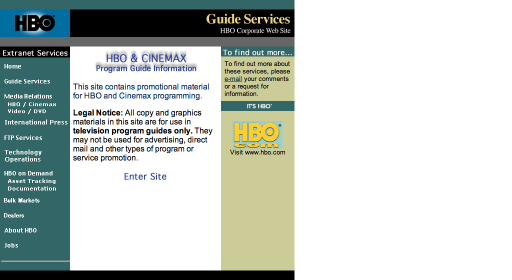 HBO
Guide Services
HBO Corporate Web Site
Extranet Services
Home
Guide Services
Media Relations
HBO / Cinemax
Video / DVD
International Press
FTP Services
Technology
Operations
HBO on Demand
Asset Tracking
Documentation
Bulk Markets
Dealers
About HBO
Jobs
HBO & CINEMAX
Program Guide Information
This site contains promotional material
for HBO and Cinemax programming.
Legal Notice: All copy and graphics
materials in this site are for use in
television program guides only. They
may not be used for advertising, direct
mail and other types of program or
service promotion.
Enter Site
To find out more...
To find out more about
these services, please
e-mail your comments
or a request for
information.
IT'S HBO'
HBO
COM
Visit www.hbo.com